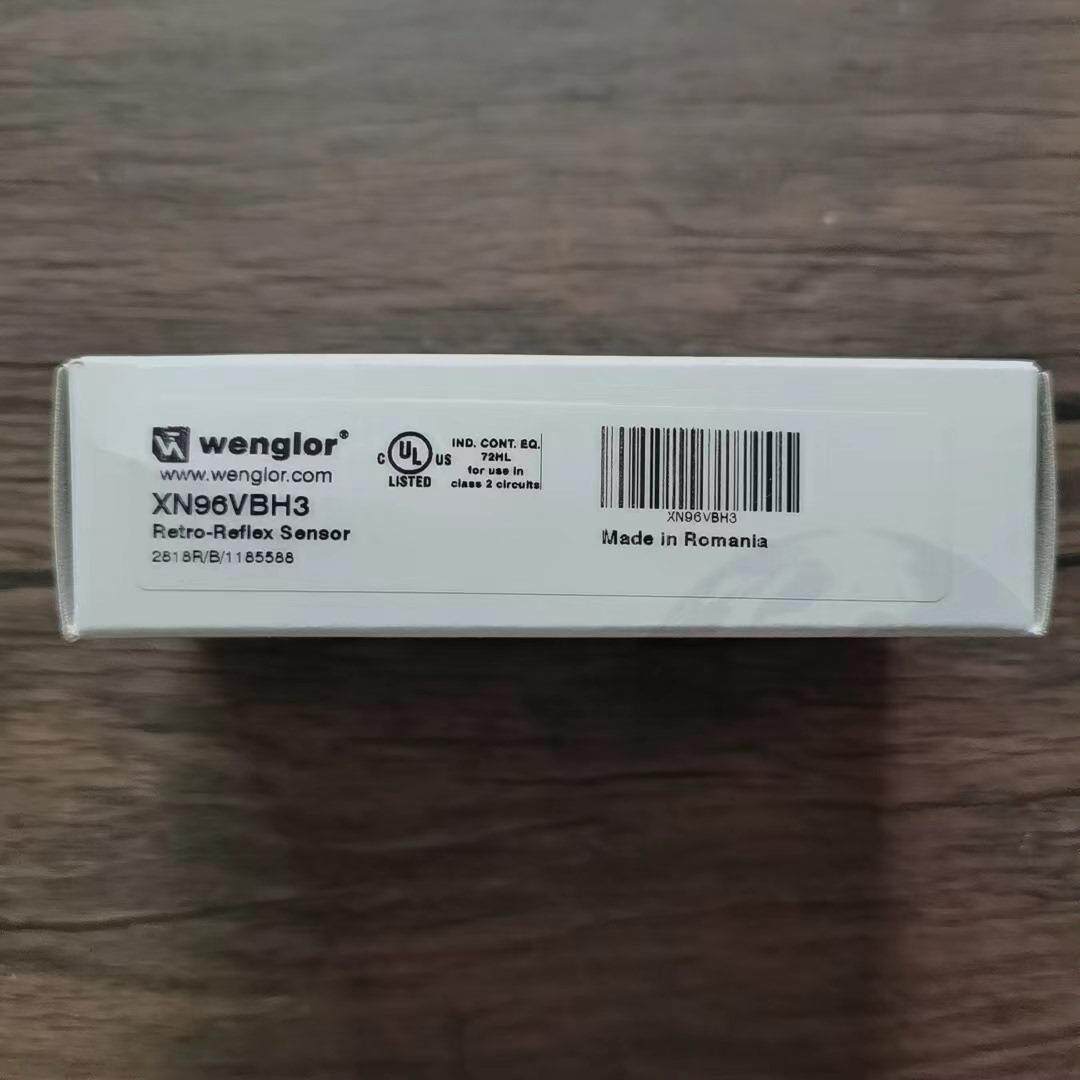 wenglor®
www.wenglor.com
XN96VBH3
Retro-Reflex Sensor
2818R/B/1185588
C UL US
LISTED
IND. CONT. EQ.
72HL
for use in
class 2 circuits
XN96VBH3
Made in Romania